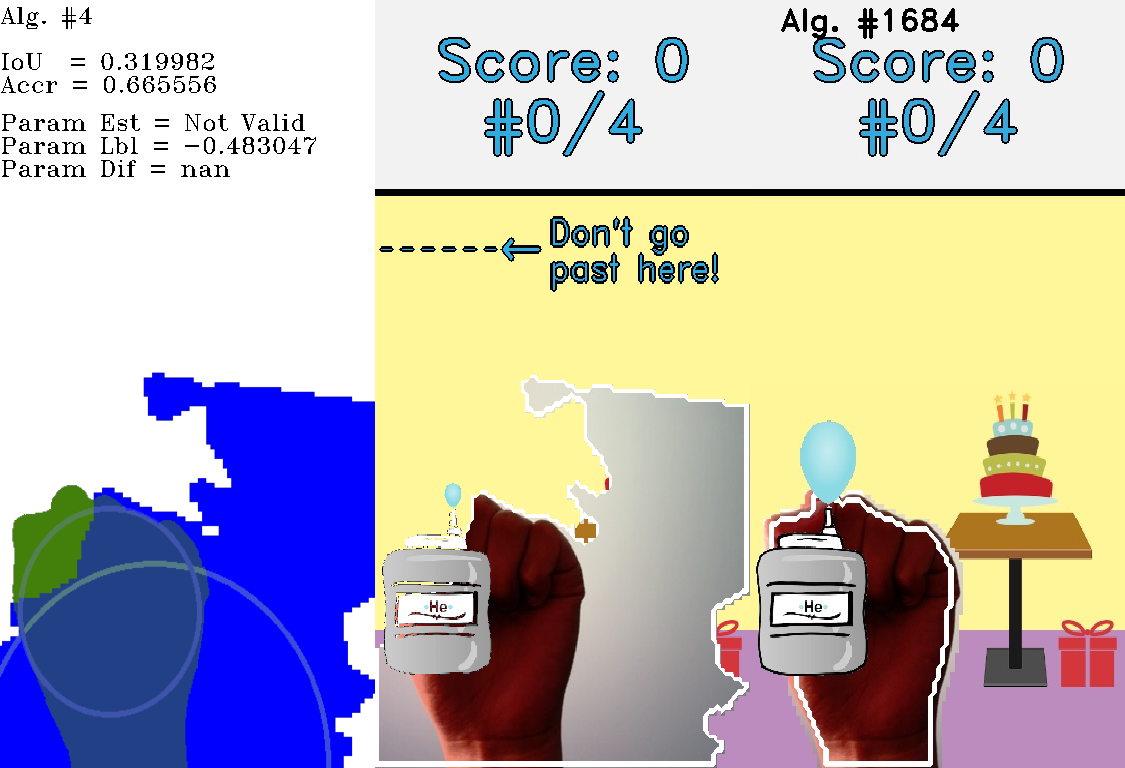 Alg. #4
IoU = 0.319982
Accr = 0.665556
Param Est = Not Valid
Param Lbl = −0.483047
Param Dif = nan
Score: 0
#0/4
Alg. #1684
Score: 0
#0/4
Don't go
past here!
He
He